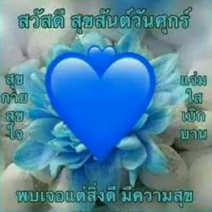 สวัสดี สุขสันต์วันศุกร์
สุข
กาย
สุข
ใจ
แจ่ม
ใส
เบิก
บาน
พบเจอแต่สิ่งดี มีความสุข